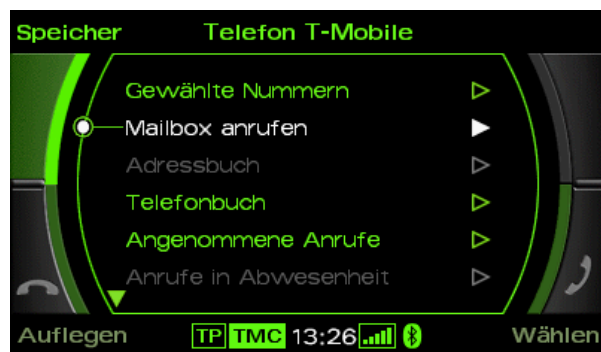 Speicher Telefon T-Mobile
Gewählte Nummern
Mailbox anrufen
Adressbuch
Telefonbuch
Angenommene Anrufe
Anrufe in Abwesenheit
Auflegen TP TMC 13:26 Wählen